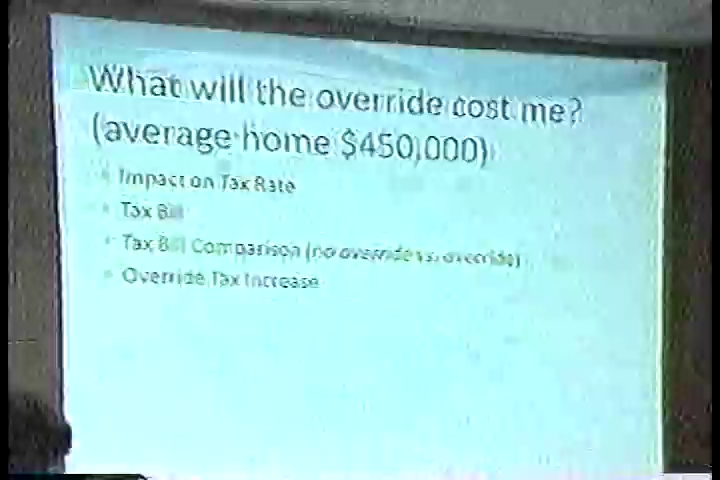 What will the override cost me?
(average home $450,000)
Impact on Tax Rate
Tax Bill
Tax Bill Comparison (no override vs. override)
Override Tax Increase